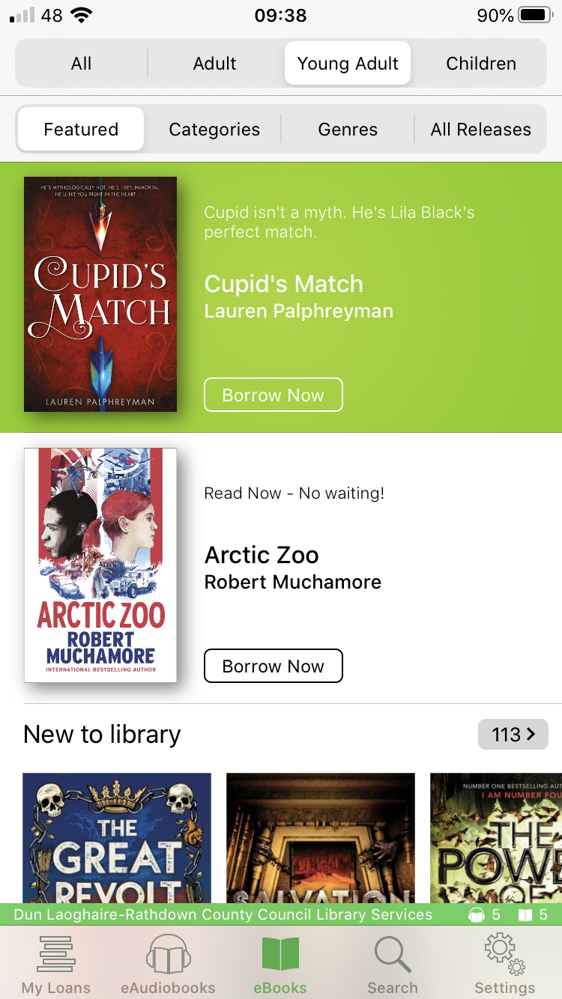 48 09:38 90%
All Adult Young Adult Children
Featured Categories Genres All Releases
HE'S MYTHOLOGICALLY HOT. HE'S 100% IMMORTAL.
HE'LL HIT YOU RIGHT IN THE HEART . . .
CUPID'S
MATCH
LAUREN PALPHREYMAN
Cupid isn't a myth. He's Lila Black's
perfect match.
Cupid's Match
Lauren Palphreyman
Borrow Now
ARCTIC ZOO
ROBERT
MUCHAMORE
INTERNATIONAL BESTSELLING AUTHOR
Read Now - No waiting!
Arctic Zoo
Robert Muchamore
Borrow Now
New to library 113 >
THE
GREAT
REVOLT
SALVATION
NUMBER ONE BESTSELLING AUT
I AM NUMBER FOU
THE
POWE
OF
Dun Laoghaire-Rathdown County Council Library Services 5 5
My Loans eAudiobooks eBooks Search Settings